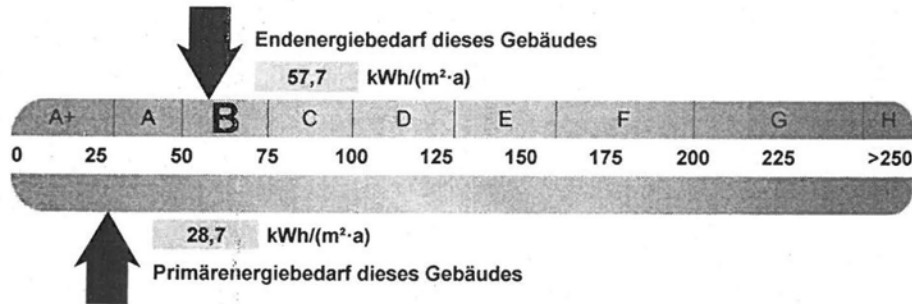 Endenergiebedarf dieses Gebäudes
57,7 kWh/(m²·a)
A+ A B C D E F G H
0 25 50 75 100 125 150 175 200 225 >250
28,7 kWh/(m²·a)
Primärenergiebedarf dieses Gebäudes